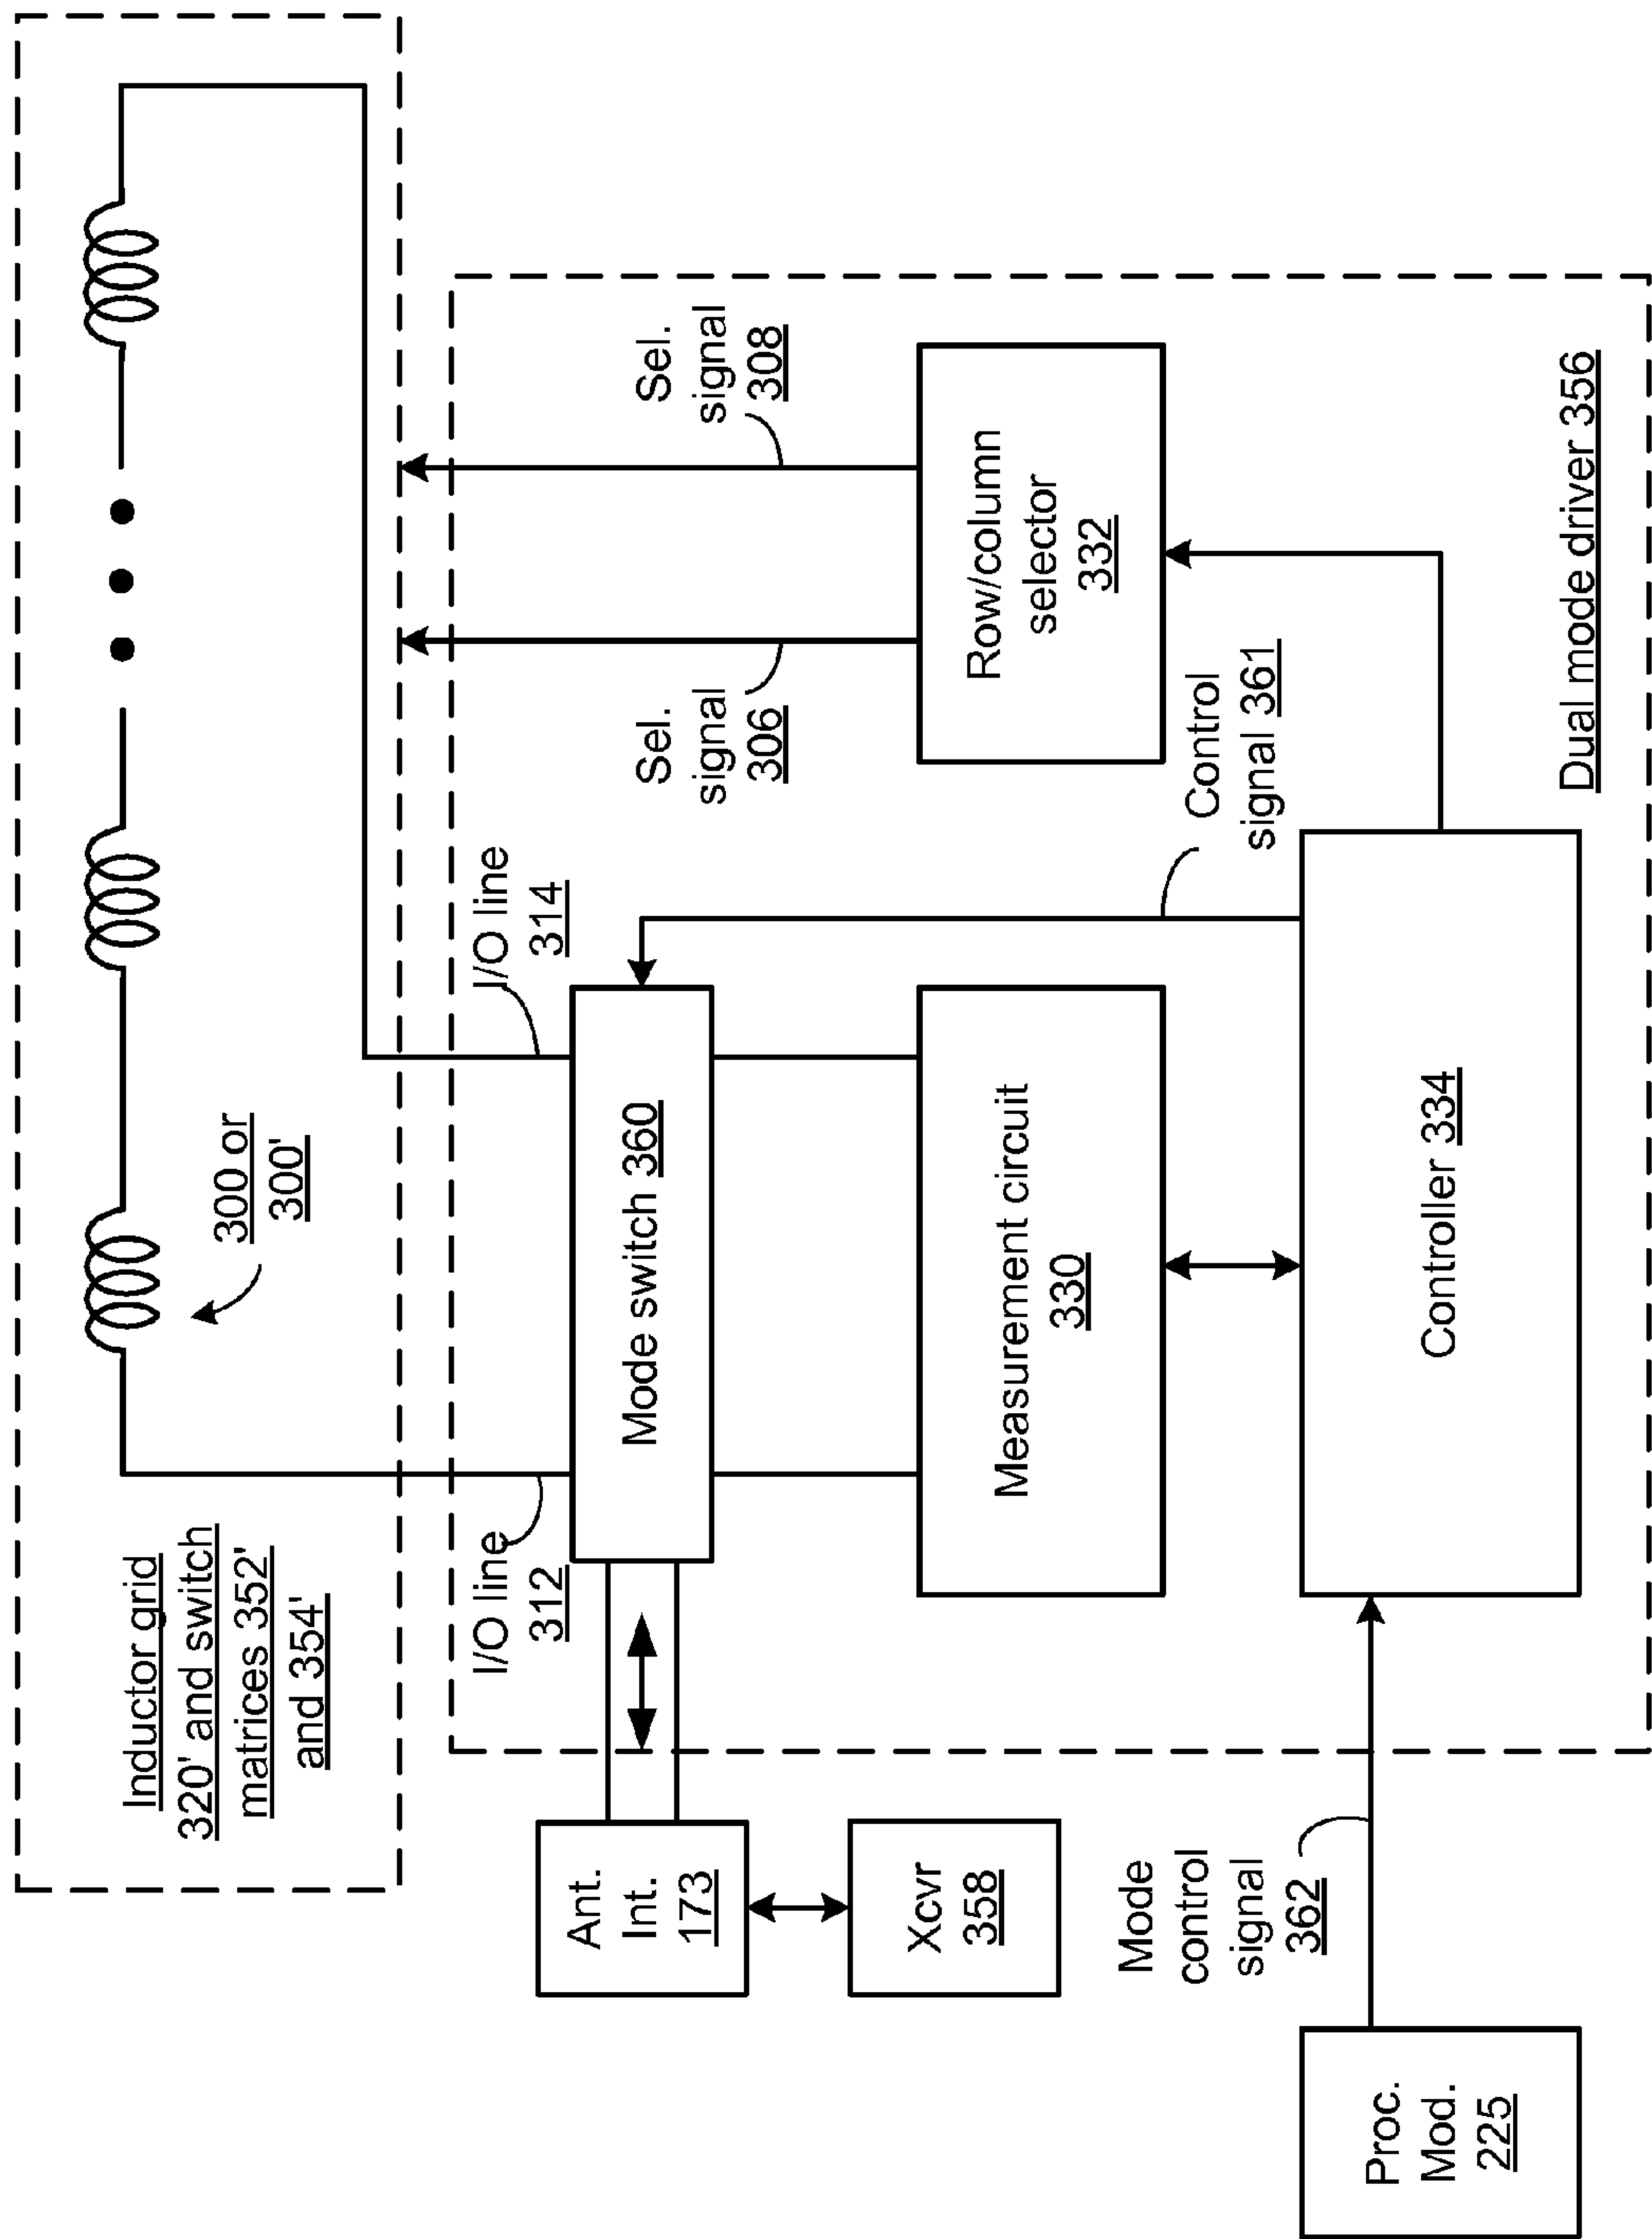 Inductor grid
320' and switch
matrices 352'
and 354'
300 or
300'
I/O line
312
I/O line
314
Sel.
signal
306
Sel.
signal
308
Ant.
Int.
173
Mode switch 360
Xcvr
358
Measurement circuit
330
Row/column
selector
332
Control
signal 361
Mode
control
signal
362
Proc.
Mod.
225
Controller 334
Dual mode driver 356